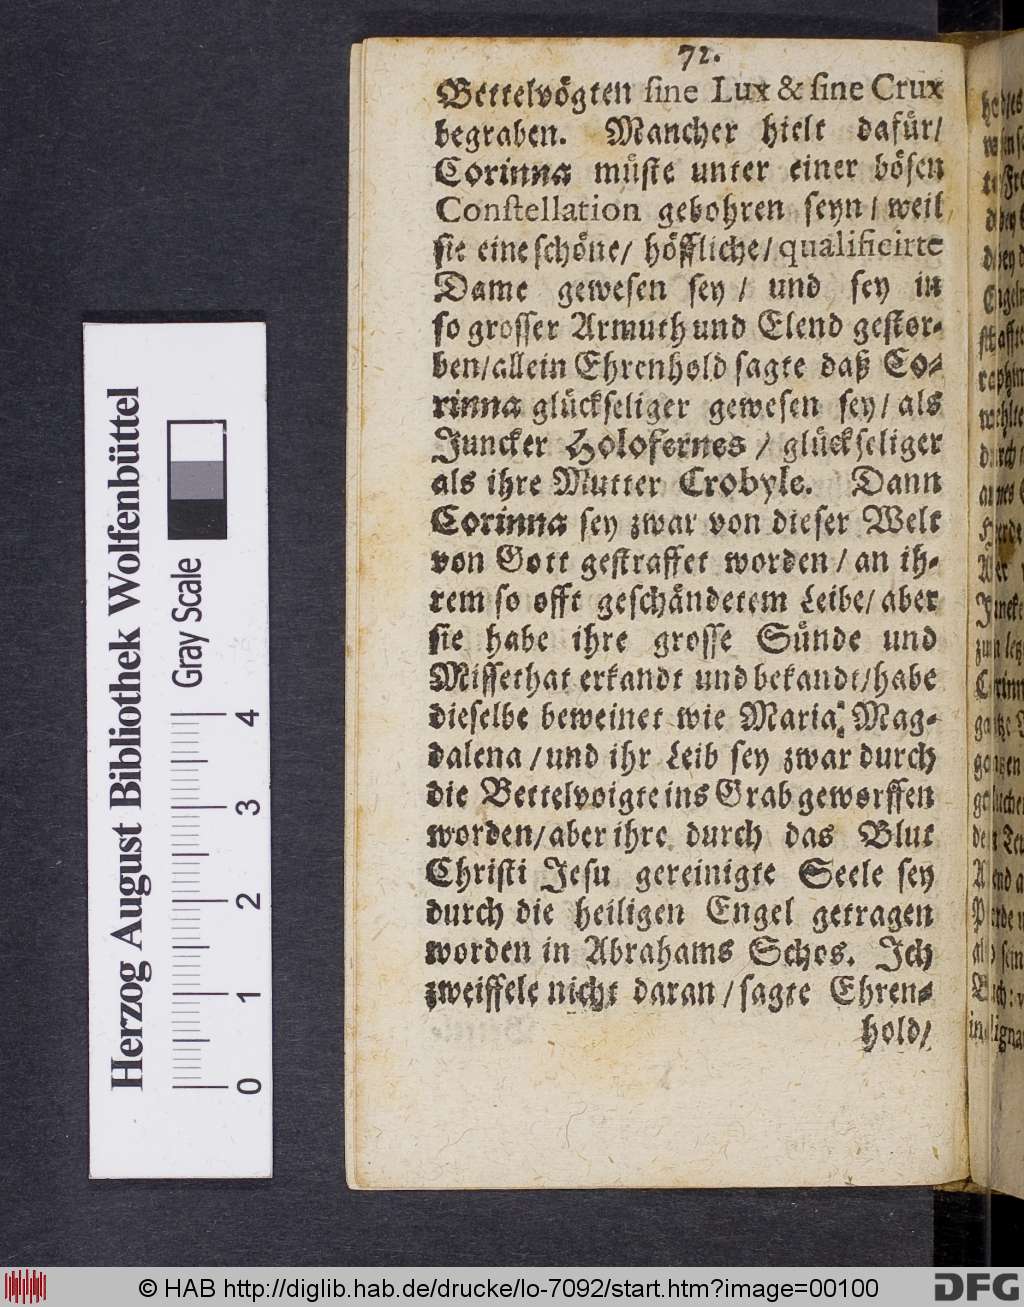 72.
Bettelvögten sine Lux & sine Crux
begraben. Mancher hielt dafür/
Corinna müste unter einer bösen
Constellation gebohren seyn / weil
sie eine schöne/ höffliche/ qualificirte
Dame gewesen sey / und sey in
so grosser Armuth und Elend gestor-
ben/allein Ehrenhold sagte daß Co-
rinna glückseliger gewesen sey/ als
Juncker Holofernes / glückseliger
als ihre Mutter Crobyle. Dann
Corinna sey zwar von dieser Welt
von Gott gestraffet worden / an ih-
rem so offt geschändetem Leibe/ aber
sie habe ihre grosse Sünde und
Missethat erkandt und bekandt/habe
dieselbe beweinet wie Maria Mag-
dalena / und ihr Leib sey zwar durch
die Bettelvoigte ins Grab geworffen
worden/aber ihre durch das Blut
Christi Jesu gereinigte Seele sey
durch die heiligen Engel getragen
worden in Abrahams Schos. Ich
zweiffele nicht daran / sagte Ehren-
hold/
Herzog August Bibliothek Wolfenbüttel
Gray Scale
0 1 2 3 4
© HAB http://diglib.hab.de/drucke/lo-7092/start.htm?image=00100
DFG